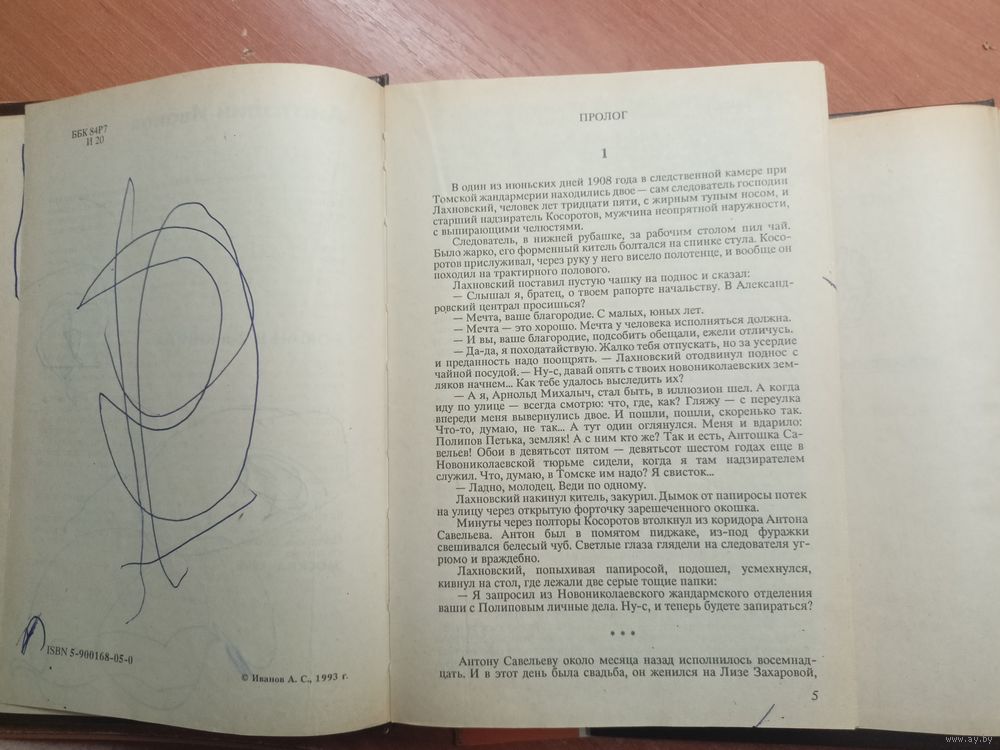 ББК 84Р7
И 20
ISBN 5-900168-05-0
© Иванов А. С., 1993 г.
ПРОЛОГ
1
В один из июньских дней 1908 года в следственной камере при
Томской жандармерии находились двое — сам следователь господин
Лахновский, человек лет тридцати пяти, с жирным тупым носом, и
старший надзиратель Косоротов, мужчина неопрятной наружности,
с выпирающими челюстями.
Следователь, в нижней рубашке, за рабочим столом пил чай.
Было жарко, его форменный китель болтался на спинке стула. Косо-
ротов прислуживал, через руку у него висело полотенце, и вообще он
походил на трактирного полового.
Лахновский поставил пустую чашку на поднос и сказал:
— Слышал я, братец, о твоем рапорте начальству. В Александ-
ровский централ просишься?
— Мечта, ваше благородие. С малых, юных лет.
— Мечта — это хорошо. Мечта у человека исполняться должна.
— И вы, ваше благородие, подсобить обещали, ежели отличусь.
— Да-да, я походатайствую. Жалко тебя отпускать, но за усердие
и преданность надо поощрять. — Лахновский отодвинул поднос с
чайной посудой. — Ну-с, давай опять с твоих новониколаевских зем-
ляков начнем... Как тебе удалось выследить их?
— А я, Арнольд Михалыч, стал быть, в иллюзион шел. А когда
иду по улице — всегда смотрю: что, где, как? Гляжу — с переулка
впереди меня вывернулись двое. И пошли, пошли, скоренько так.
Что-то, думаю, не так... А тут один оглянулся. Меня и вдарило:
Полипов Петька, земляк! А с ним кто же? Так и есть, Антошка Са-
вельев! Обои в девятьсот пятом — девятьсот шестом годах еще в
Новониколаевской тюрьме сидели, когда я там надзирателем
служил. Что, думаю, в Томске им надо? Я свисток...
— Ладно, молодец. Веди по одному.
Лахновский накинул китель, закурил. Дымок от папиросы потек
на улицу через открытую форточку зарешеченного окошка.
Минуты через полторы Косоротов втолкнул из коридора Антона
Савельева. Антон был в помятом пиджаке, из-под фуражки
свешивался белесый чуб. Светлые глаза глядели на следователя уг-
рюмо и враждебно.
Лахновский, попыхивая папиросой, подошел, усмехнулся,
кивнул на стол, где лежали две серые тощие папки:
— Я запросил из Новониколаевского жандармского отделения
ваши с Полиповым личные дела. Ну-с, и теперь будете запираться?
* * *
Антону Савельеву около месяца назад исполнилось восемнад-
цать. И в этот день была свадьба, он женился на Лизе Захаровой,
5
www.ay.by